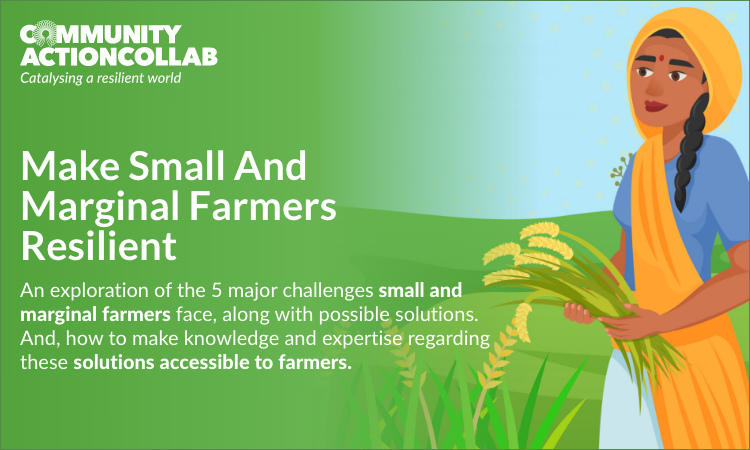 COMMUNITY
ACTIONCOLLAB
Catalysing a resilient world
Make Small And
Marginal Farmers
Resilient
An exploration of the 5 major challenges small and
marginal farmers face, along with possible solutions.
And, how to make knowledge and expertise regarding
these solutions accessible to farmers.